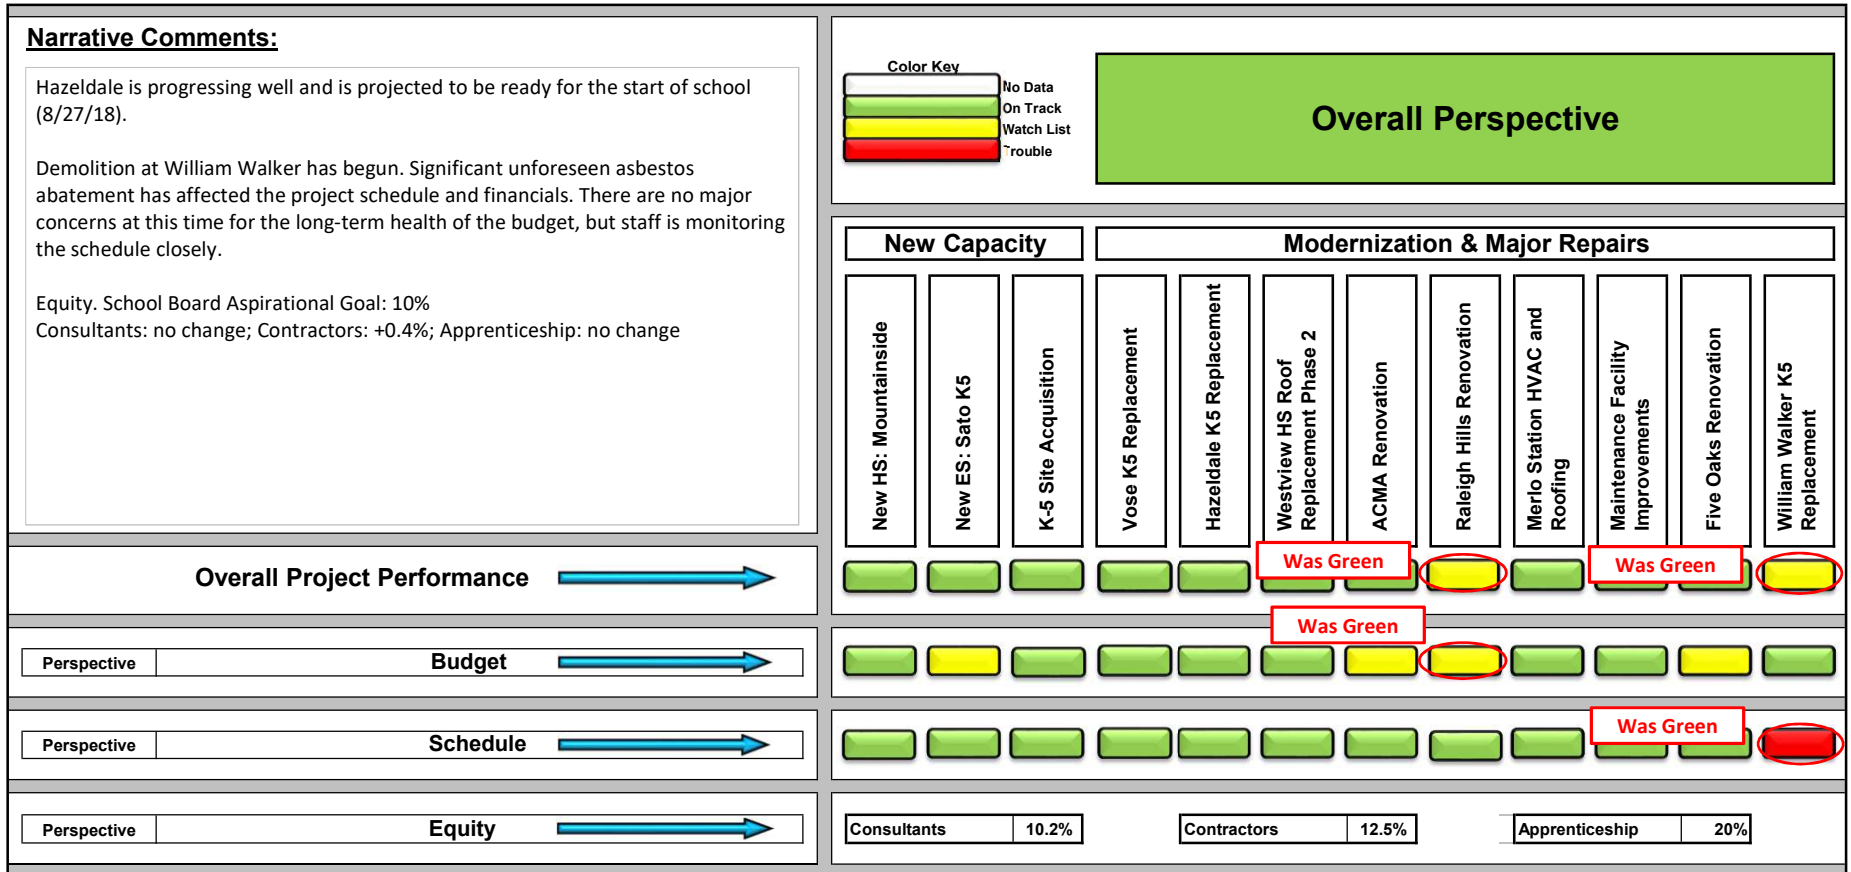 Narrative Comments:
Hazeldale is progressing well and is projected to be ready for the start of school
(8/27/18).
Demolition at William Walker has begun. Significant unforeseen asbestos
abatement has affected the project schedule and financials. There are no major
concerns at this time for the long-term health of the budget, but staff is monitoring
the schedule closely.
Equity. School Board Aspirational Goal: 10%
Consultants: no change; Contractors: +0.4%; Apprenticeship: no change
Color Key
No Data
On Track
Watch List
Trouble
Overall Perspective
New Capacity
Modernization & Major Repairs
New HS: Mountainside
New ES: Sato K5
K-5 Site Acquisition
Vose K5 Replacement
Hazeldale K5 Replacement
Westview HS Roof
Replacement Phase 2
ACMA Renovation
Raleigh Hills Renovation
Merlo Station HVAC and
Roofing
Maintenance Facility
Improvements
Five Oaks Renovation
William Walker K5
Replacement
Overall Project Performance
Was Green
Was Green
Was Green
Perspective
Budget
Perspective
Schedule
Was Green
Perspective
Equity
Consultants 10.2%
Contractors 12.5%
Apprenticeship 20%